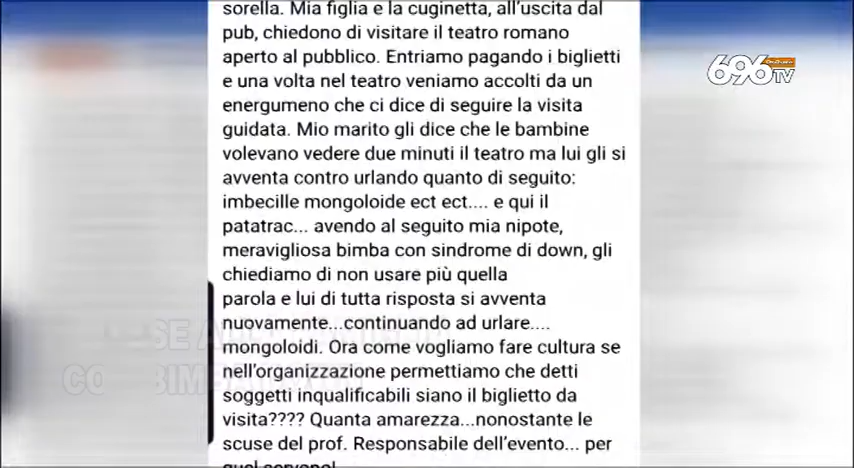 sorella. Mia figlia e la cuginetta, all'uscita dal
pub, chiedono di visitare il teatro romano
aperto al pubblico. Entriamo pagando i biglietti
e una volta nel teatro veniamo accolti da un
energumeno che ci dice di seguire la visita
guidata. Mio marito gli dice che le bambine
volevano vedere due minuti il teatro ma lui gli si
avventa contro urlando quanto di seguito:
imbecille mongoloide ect ect.... e qui il
patatrac... avendo al seguito mia nipote,
meravigliosa bimba con sindrome di down, gli
chiediamo di non usare più quella
parola e lui di tutta risposta si avventa
nuovamente...continuando ad urlare....
mongoloidi. Ora come vogliamo fare cultura se
nell'organizzazione permettiamo che detti
soggetti inqualificabili siano il biglietto da
visita???? Quanta amarezza...nonostante le
scuse del prof. Responsabile dell'evento... per
696 TV